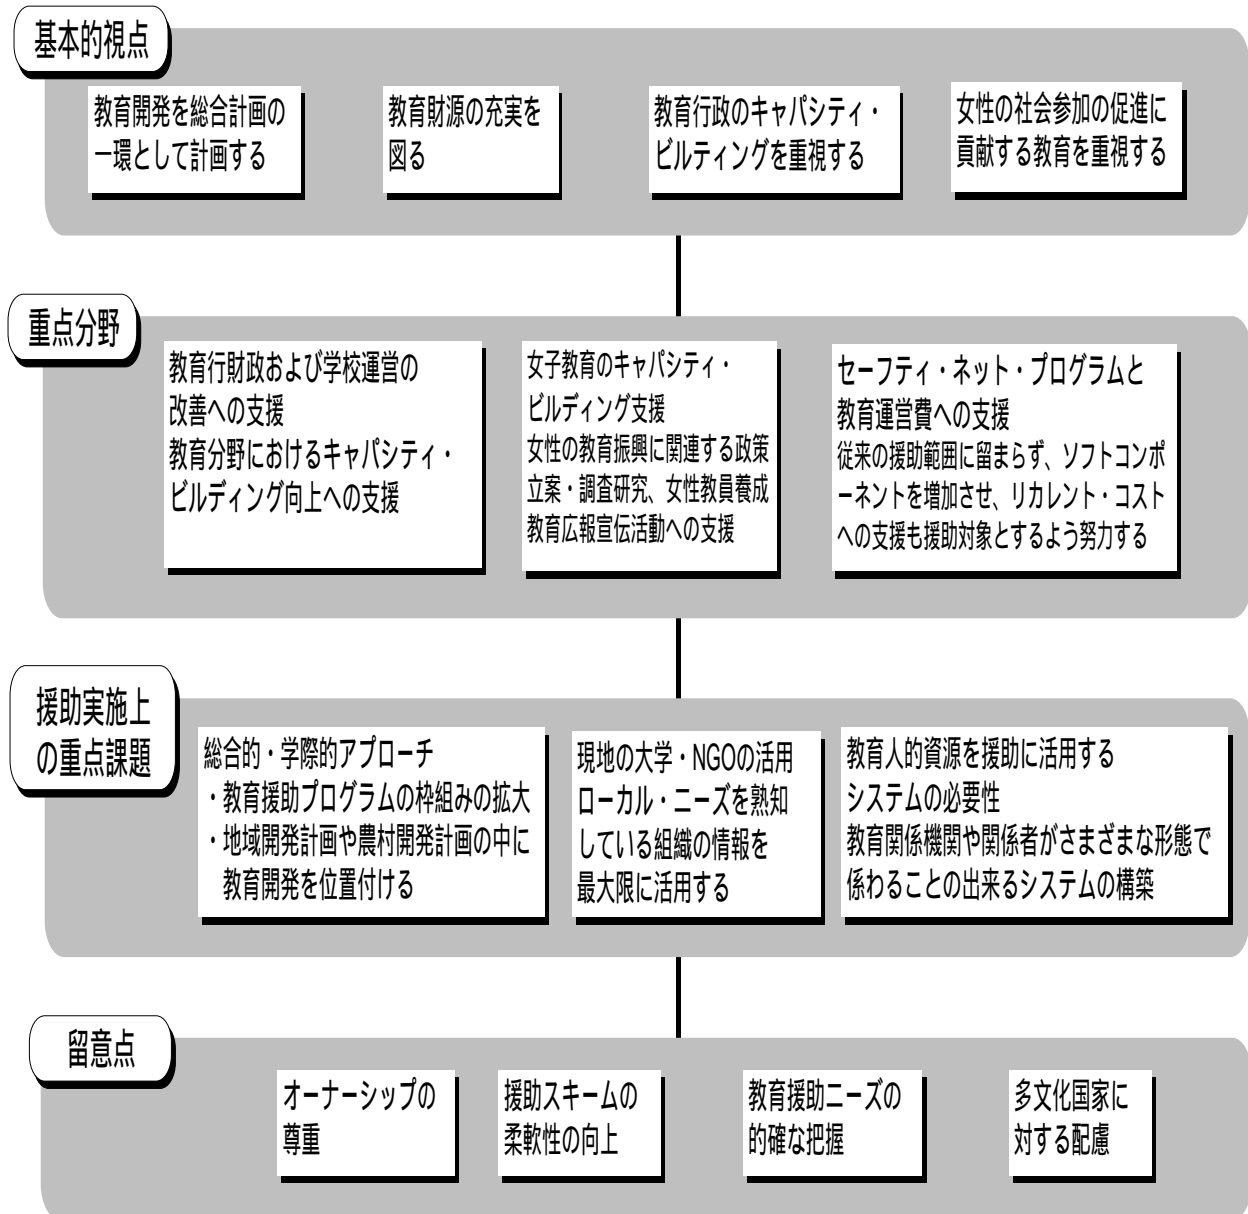 基本的視点
教育開発を総合計画の
一環として計画する
教育財源の充実を
図る
教育行政のキャパシティ・
ビルティングを重視する
女性の社会参加の促進に
貢献する教育を重視する
重点分野
教育行財政および学校運営の
改善への支援
教育分野におけるキャパシティ・
ビルディング向上への支援
女子教育のキャパシティ・
ビルディング支援
女性の教育振興に関連する政策
立案・調査研究、女性教員養成
教育広報宣伝活動への支援
セーフティ・ネット・プログラムと
教育運営費への支援
従来の援助範囲に留まらず、ソフトコンポ
ーネントを増加させ、リカレント・コスト
への支援も援助対象とするよう努力する
援助実施上
の重点課題
総合的・学際的アプローチ
・教育援助プログラムの枠組みの拡大
・地域開発計画や農村開発計画の中に
教育開発を位置付ける
現地の大学・NGOの活用
ローカル・ニーズを熟知
している組織の情報を
最大限に活用する
教育人的資源を援助に活用する
システムの必要性
教育関係機関や関係者がさまざまな形態で
係わることの出来るシステムの構築
留意点
オーナーシップの
尊重
援助スキームの
柔軟性の向上
教育援助ニーズの
的確な把握
多文化国家に
対する配慮